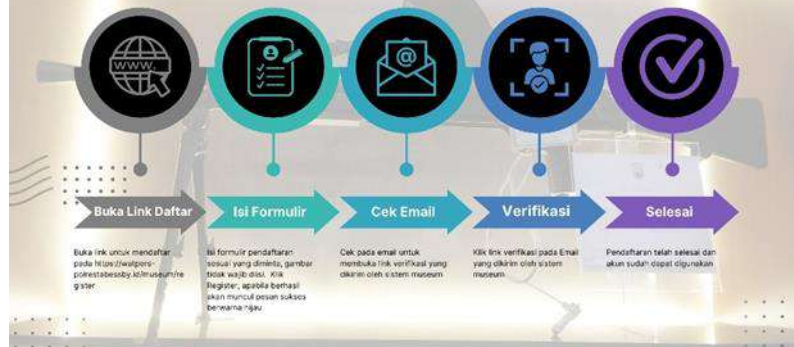 WWW.
@
Buka Link Daftar
Isi Formulir
Cek Email
Verifikasi
Selesai
Buka link untuk mendaftar
pada https://watpers-
polrestabessby.id/museum/re
gister
Isi formulir pendaftaran
sesuai yang diminta, gambar
tidak wajib diisi. Klik
Register, apabila berhasil
akan muncul pesan sukses
berwarna hijau
Cek pada email untuk
membuka link verifikasi yang
dikirim oleh sistem museum
Klik link verifikasi pada Email
yang dikirim oleh sistem
museum
Pendaftaran telah selesai dan
akun sudah dapat digunakan